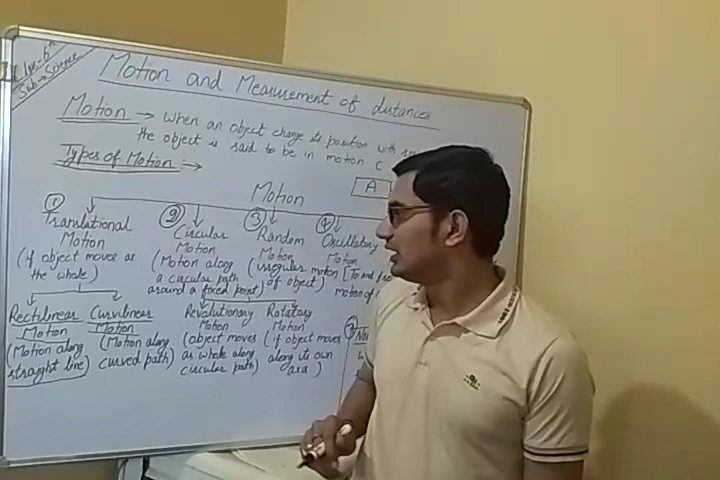 Class-6th
Sub→Science
Motion and Measurement of distances
Motion → When an object change its position with
the object is said to be in motion C
Types of Motion →
A
Motion
① Translational
Motion
(if object moves as
the whole)
Rectilinear
Motion
(Motion along
straight line)
Curvilinear
Motion
(Motion along
curved path)
② Circular
Motion
(Motion along
a circular path
around a fixed point)
Revolutionary
Motion
(object moves
as whole along
circular path)
Rotatory
Motion
(if object moves
along its own
axis)
③ Random
Motion
(irregular motion
of object)
④ Oscillatory
Motion
[To and
motion of